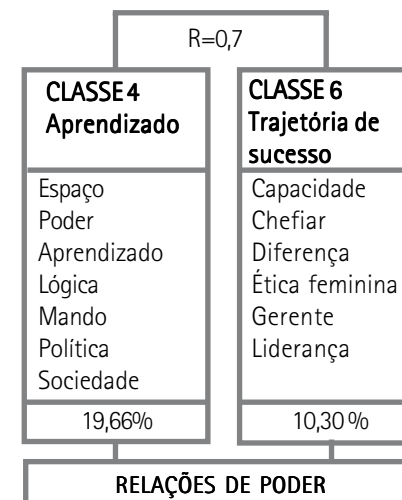 R=0,7
CLASSE 4
Aprendizado
Espaço
Poder
Aprendizado
Lógica
Mando
Política
Sociedade
19,66%
CLASSE 6
Trajetória de
sucesso
Capacidade
Chefiar
Diferença
Ética feminina
Gerente
Liderança
10,30 %
RELAÇÕES DE PODER